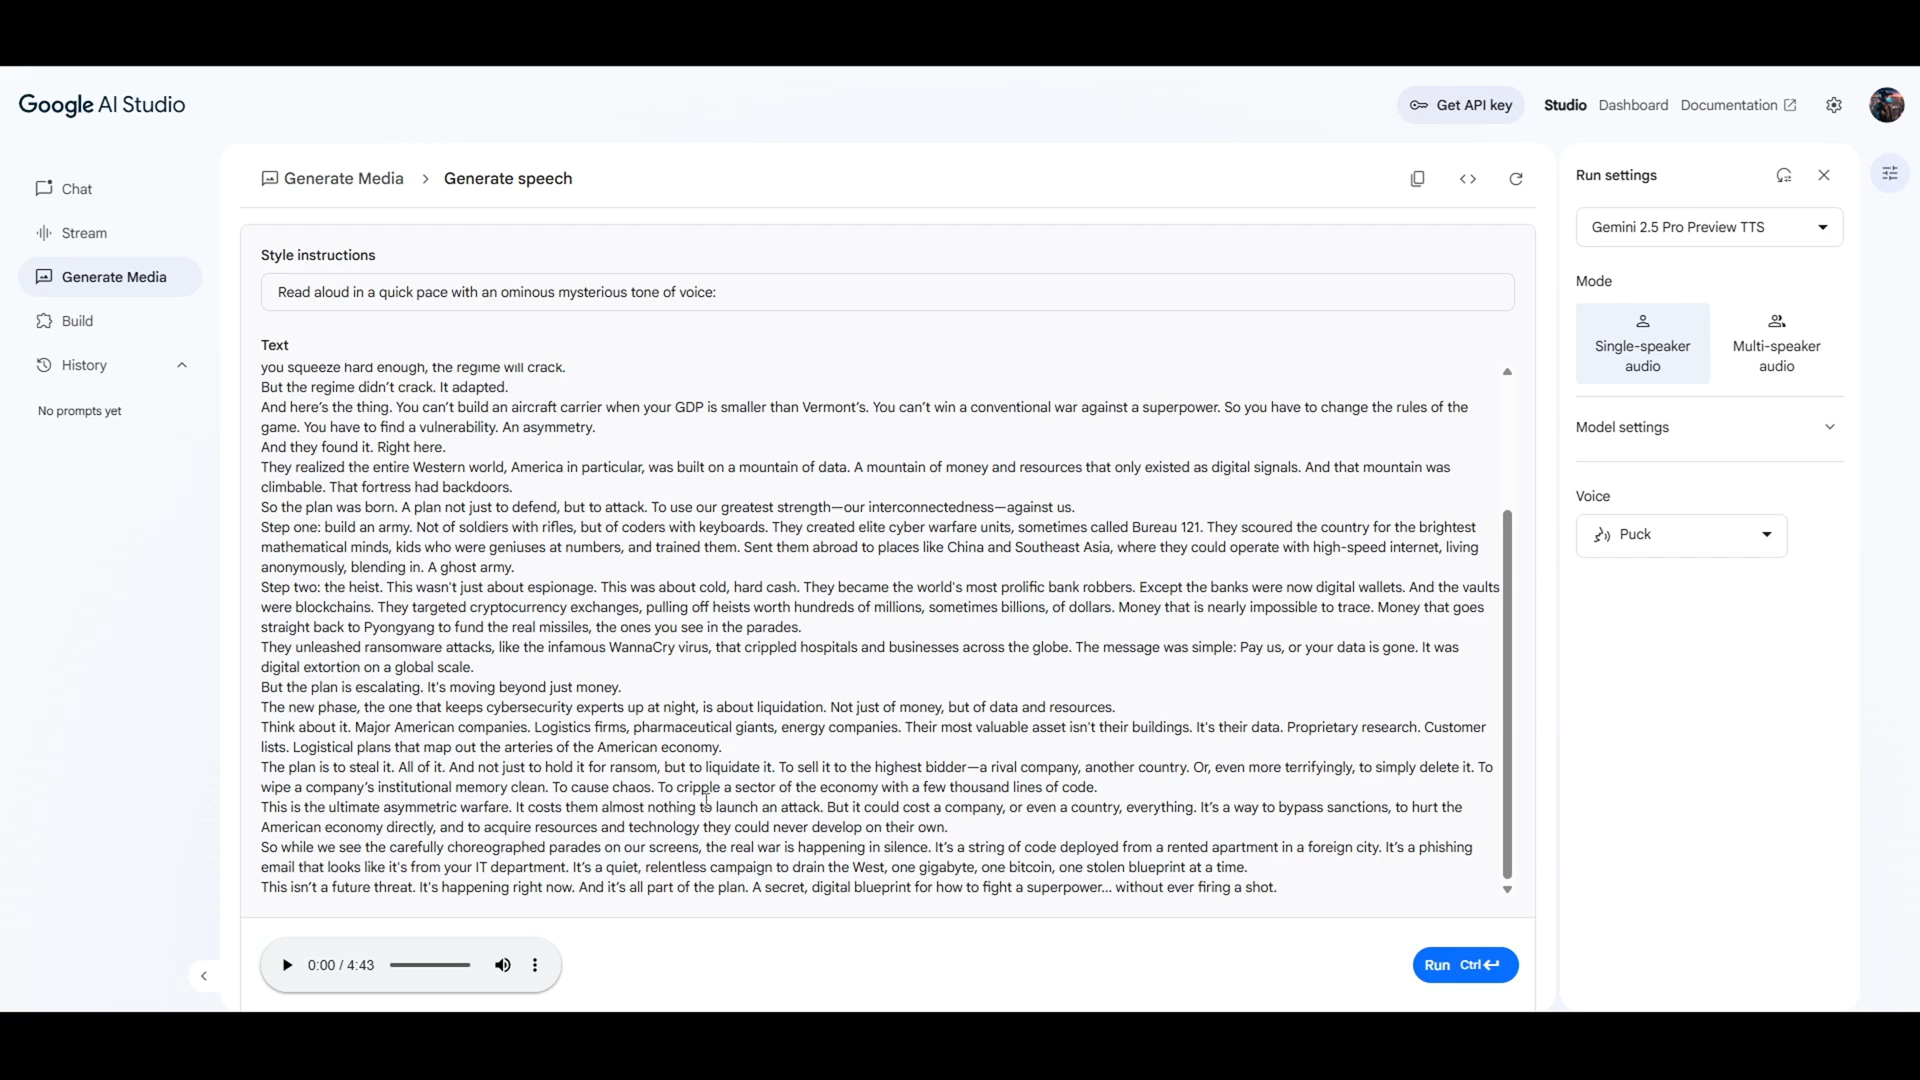 Google AI Studio
Get API key
Studio
Dashboard
Documentation
Chat
Stream
Generate Media
Build
History
No prompts yet
Generate Media > Generate speech
Style instructions
Read aloud in a quick pace with an ominous mysterious tone of voice:
Text
you squeeze hard enough, the regime will crack.
But the regime didn’t crack. It adapted.
And here’s the thing. You can’t build an aircraft carrier when your GDP is smaller than Vermont’s. You can’t win a conventional war against a superpower. So you have to change the rules of the
game. You have to find a vulnerability. An asymmetry.
And they found it. Right here.
They realized the entire Western world, America in particular, was built on a mountain of data. A mountain of money and resources that only existed as digital signals. And that mountain was
climbable. That fortress had backdoors.
So the plan was born. A plan not just to defend, but to attack. To use our greatest strength—our interconnectedness—against us.
Step one: build an army. Not of soldiers with rifles, but of coders with keyboards. They created elite cyber warfare units, sometimes called Bureau 121. They scoured the country for the brightest
mathematical minds, kids who were geniuses at numbers, and trained them. Sent them abroad to places like China and Southeast Asia, where they could operate with high-speed internet, living
anonymously, blending in. A ghost army.
Step two: the heist. This wasn't just about espionage. This was about cold, hard cash. They became the world's most prolific bank robbers. Except the banks were now digital wallets. And the vaults
were blockchains. They targeted cryptocurrency exchanges, pulling off heists worth hundreds of millions, sometimes billions, of dollars. Money that is nearly impossible to trace. Money that goes
straight back to Pyongyang to fund the real missiles, the ones you see in the parades.
They unleashed ransomware attacks, like the infamous WannaCry virus, that crippled hospitals and businesses across the globe. The message was simple: Pay us, or your data is gone. It was
digital extortion on a global scale.
But the plan is escalating. It's moving beyond just money.
The new phase, the one that keeps cybersecurity experts up at night, is about liquidation. Not just of money, but of data and resources.
Think about it. Major American companies. Logistics firms, pharmaceutical giants, energy companies. Their most valuable asset isn't their buildings. It's their data. Proprietary research. Customer
lists. Logistical plans that map out the arteries of the American economy.
The plan is to steal it. All of it. And not just to hold it for ransom, but to liquidate it. To sell it to the highest bidder—a rival company, another country. Or, even more terrifyingly, to simply delete it. To
wipe a company’s institutional memory clean. To cause chaos. To cripple a sector of the economy with a few thousand lines of code.
This is the ultimate asymmetric warfare. It costs them almost nothing to launch an attack. But it could cost a company, or even a country, everything. It’s a way to bypass sanctions, to hurt the
American economy directly, and to acquire resources and technology they could never develop on their own.
So while we see the carefully choreographed parades on our screens, the real war is happening in silence. It’s a string of code deployed from a rented apartment in a foreign city. It’s a phishing
email that looks like it's from your IT department. It’s a quiet, relentless campaign to drain the West, one gigabyte, one bitcoin, one stolen blueprint at a time.
This isn’t a future threat. It's happening right now. And it’s all part of the plan. A secret, digital blueprint for how to fight a superpower... without ever firing a shot.
0:00 / 4:43
Run Ctrl
Run settings
Gemini 2.5 Pro Preview TTS
Mode
Single-speaker
audio
Multi-speaker
audio
Model settings
Voice
Puck